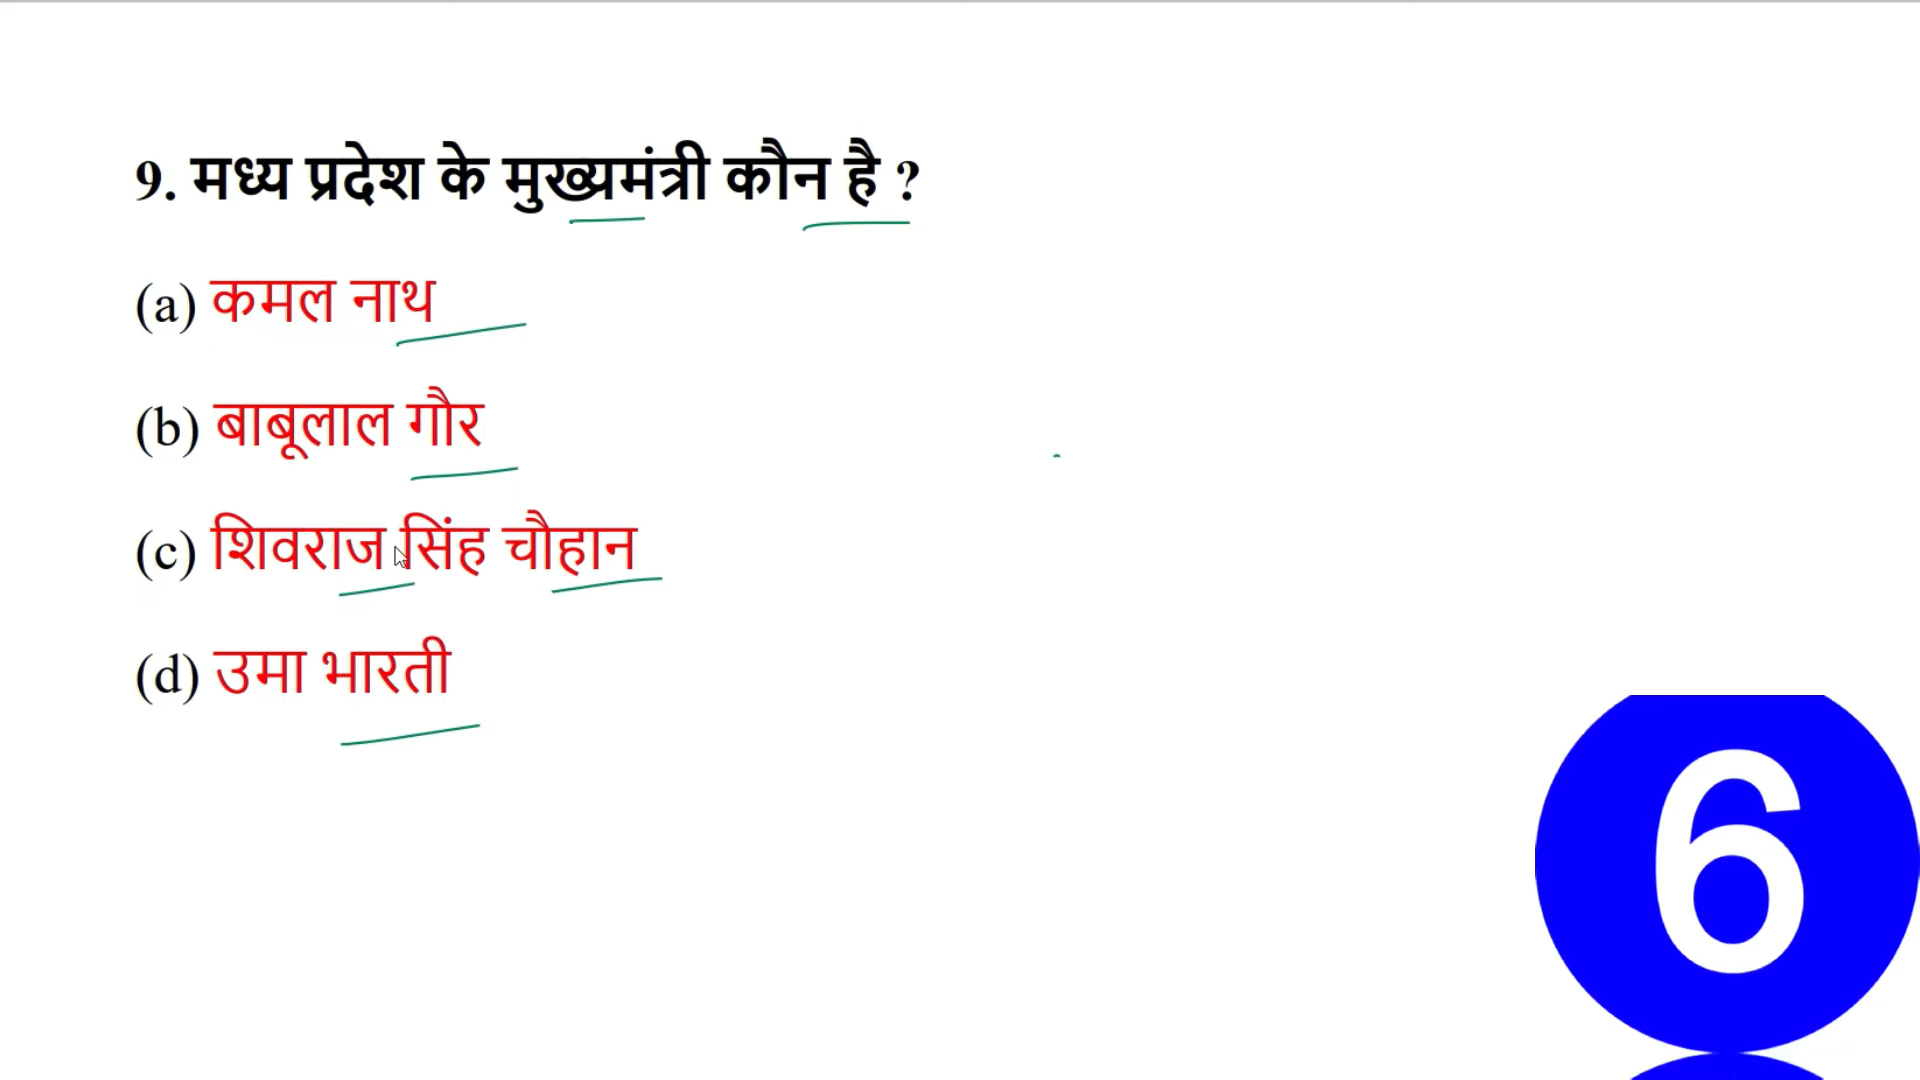 9. मध्य प्रदेश के मुख्यमंत्री कौन है ?
(a) कमल नाथ
(b) बाबूलाल गौर
(c) शिवराज सिंह चौहान
(d) उमा भारती
6